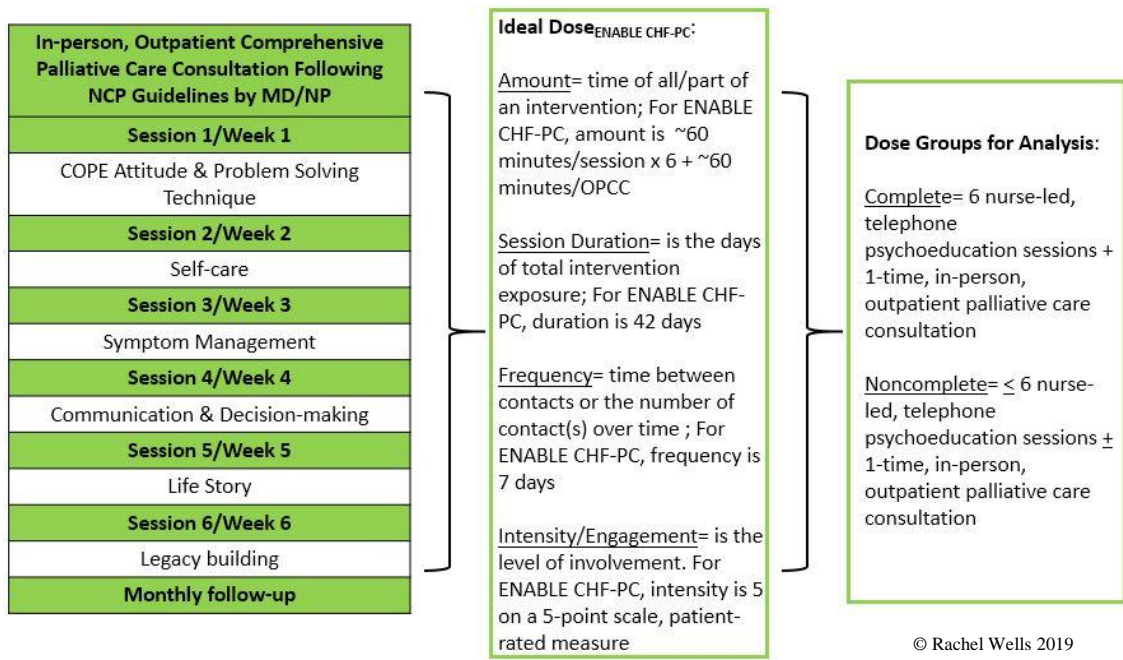 In-person, Outpatient Comprehensive
Palliative Care Consultation Following
NCP Guidelines by MD/NP
Session 1/Week 1
COPE Attitude & Problem Solving
Technique
Session 2/Week 2
Self-care
Session 3/Week 3
Symptom Management
Session 4/Week 4
Communication & Decision-making
Session 5/Week 5
Life Story
Session 6/Week 6
Legacy building
Monthly follow-up
Ideal Dose ENABLE CHF-PC:
Amount= time of all/part of
an intervention; For ENABLE
CHF-PC, amount is ~60
minutes/session x 6 + ~60
minutes/OPCC
Session Duration= is the days
of total intervention
exposure; For ENABLE CHF-
PC, duration is 42 days
Frequency= time between
contacts or the number of
contact(s) over time ; For
ENABLE CHF-PC, frequency is
7 days
Intensity/Engagement= is the
level of involvement. For
ENABLE CHF-PC, intensity is 5
on a 5-point scale, patient-
rated measure
Dose Groups for Analysis:
Complete= 6 nurse-led,
telephone
psychoeducation sessions +
1-time, in-person,
outpatient palliative care
consultation
Noncomplete= ≤ 6 nurse-
led, telephone
psychoeducation sessions ±
1-time, in-person,
outpatient palliative care
consultation
© Rachel Wells 2019